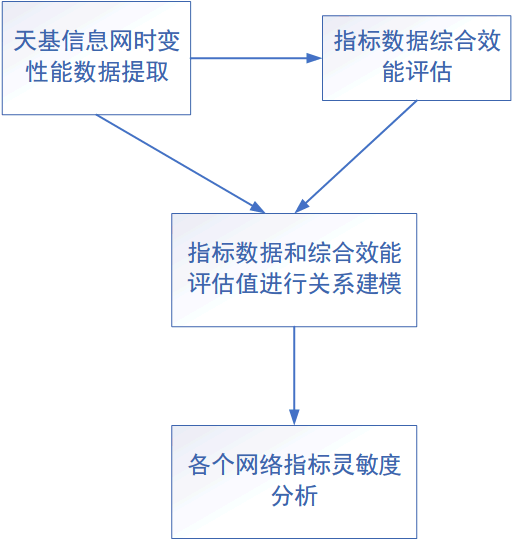 天基信息网时变
性能数据提取
指标数据综合效
能评估
指标数据和综合效能
评估值进行关系建模
各个网络指标灵敏度
分析